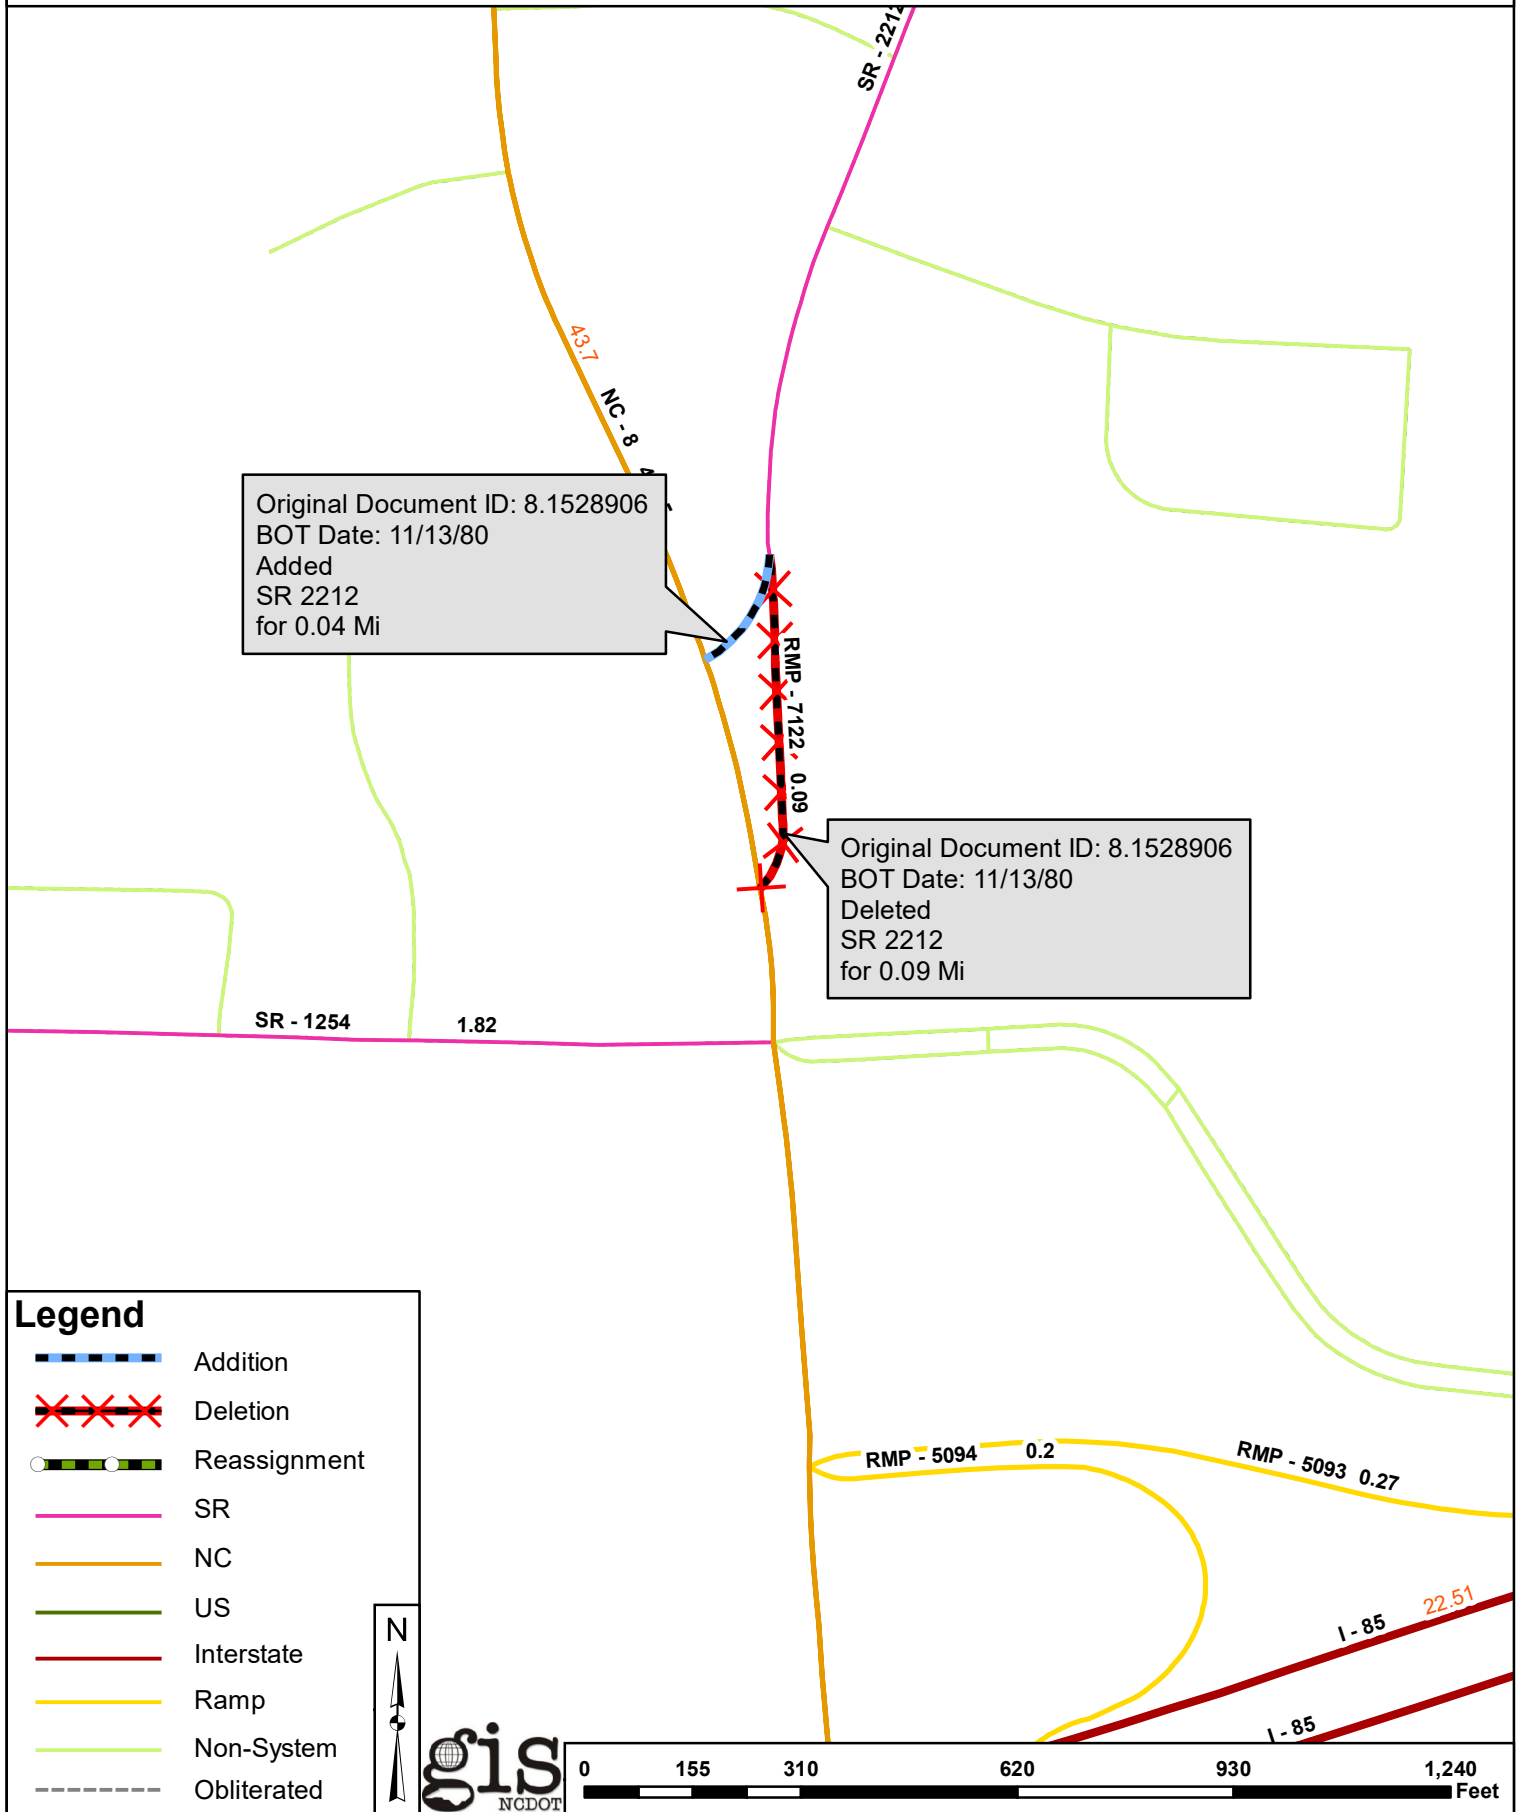 SR - 2212
43.7
NC - 8
Original Document ID: 8.1528906
BOT Date: 11/13/80
Added
SR 2212
for 0.04 Mi
RMP - 7122 0.09
Original Document ID: 8.1528906
BOT Date: 11/13/80
Deleted
SR 2212
for 0.09 Mi
SR - 1254 1.82
RMP - 5094 0.2
RMP - 5093 0.27
22.51
I - 85
I - 85
Legend
Addition
Deletion
Reassignment
SR
NC
US
Interstate
Ramp
Non-System
Obliterated
N
gis
NCDOT
0 155 310 620 930 1,240
Feet